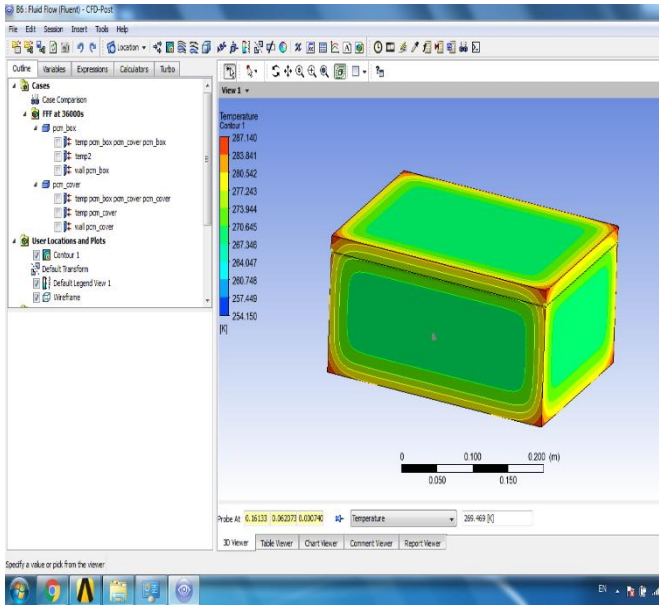 B6 : Fluid Flow (Fluent) - CFD-Post
File Edit Session Insert Tools Help
Location
Outline Variables Expressions Calculators Turbo
Cases
Case Comparison
FFF at 36000s
pcm_box
temp pcm_box pcm_cover pcm_box
temp2
wall pcm_box
pcm_cover
temp pcm_box pcm_cover pcm_cover
temp pcm_cover
wall pcm_cover
User Locations and Plots
Contour 1
Default Transform
Default Legend View 1
Wireframe
View 1
Temperature
Contour 1
287.140
283.841
280.542
277.243
273.944
270.645
267.346
264.047
260.748
257.449
254.150
[K]
0 0.100 0.200 (m)
0.050 0.150
Probe At 0.16133 0.062073 Temperature 269.469 [K]
3D Viewer Table Viewer Chart Viewer Comment Viewer Report Viewer
Specify a value or pick from the viewer
EN